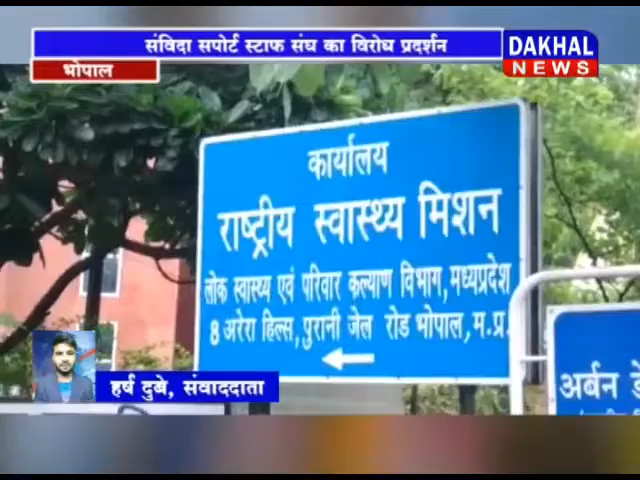 संविदा सपोर्ट स्टाफ संघ का विरोध प्रदर्शन
DAKHAL
NEWS
भोपाल
कार्यालय
राष्ट्रीय स्वास्थ्य मिशन
लोक स्वास्थ्य एवं परिवार कल्याण विभाग, मध्यप्रदेश
8 अरेरा हिल्स, पुरानी जेल रोड भोपाल, म.प्र.
अर्बन
हर्ष दुबे, संवाददाता